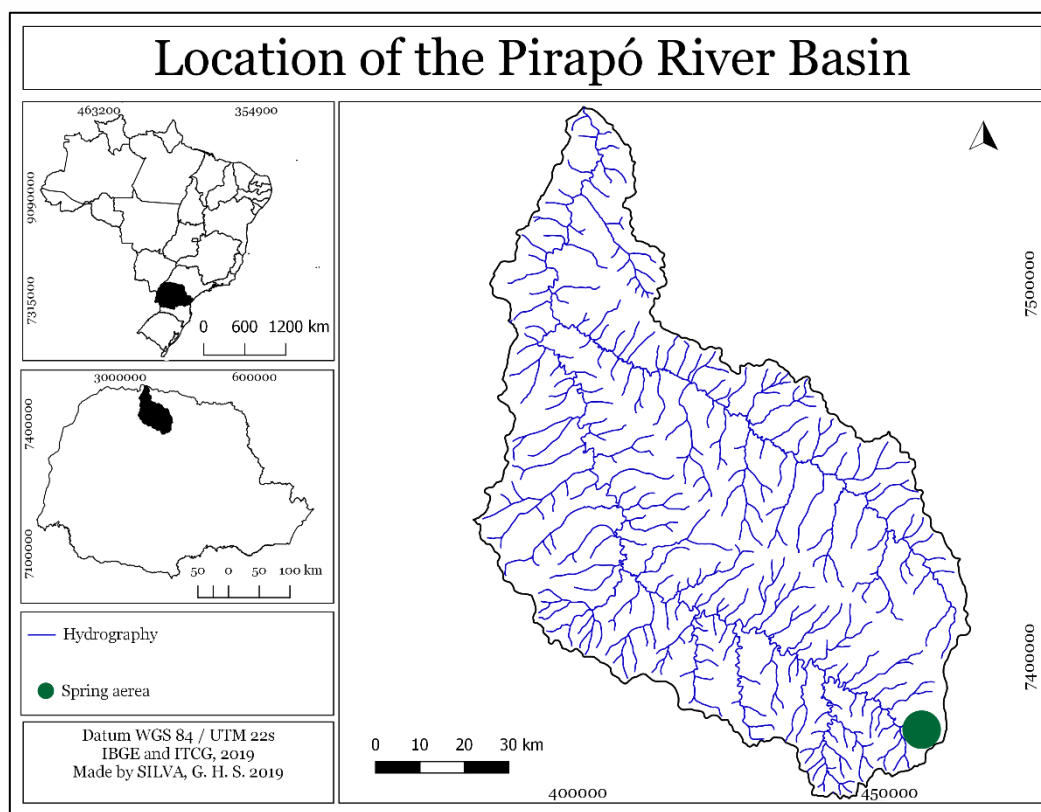 Location of the Pirapó River Basin
463200 354900
9090000
7315000
0 600 1200 km
3000000 600000
7400000
7100000
50 0 50 100 km
Hydrography
Spring aerea
Datum WGS 84 / UTM 22s
IBGE and ITCG, 2019
Made by SILVA, G. H. S. 2019
7500000
7400000
0 10 20 30 km
400000 450000